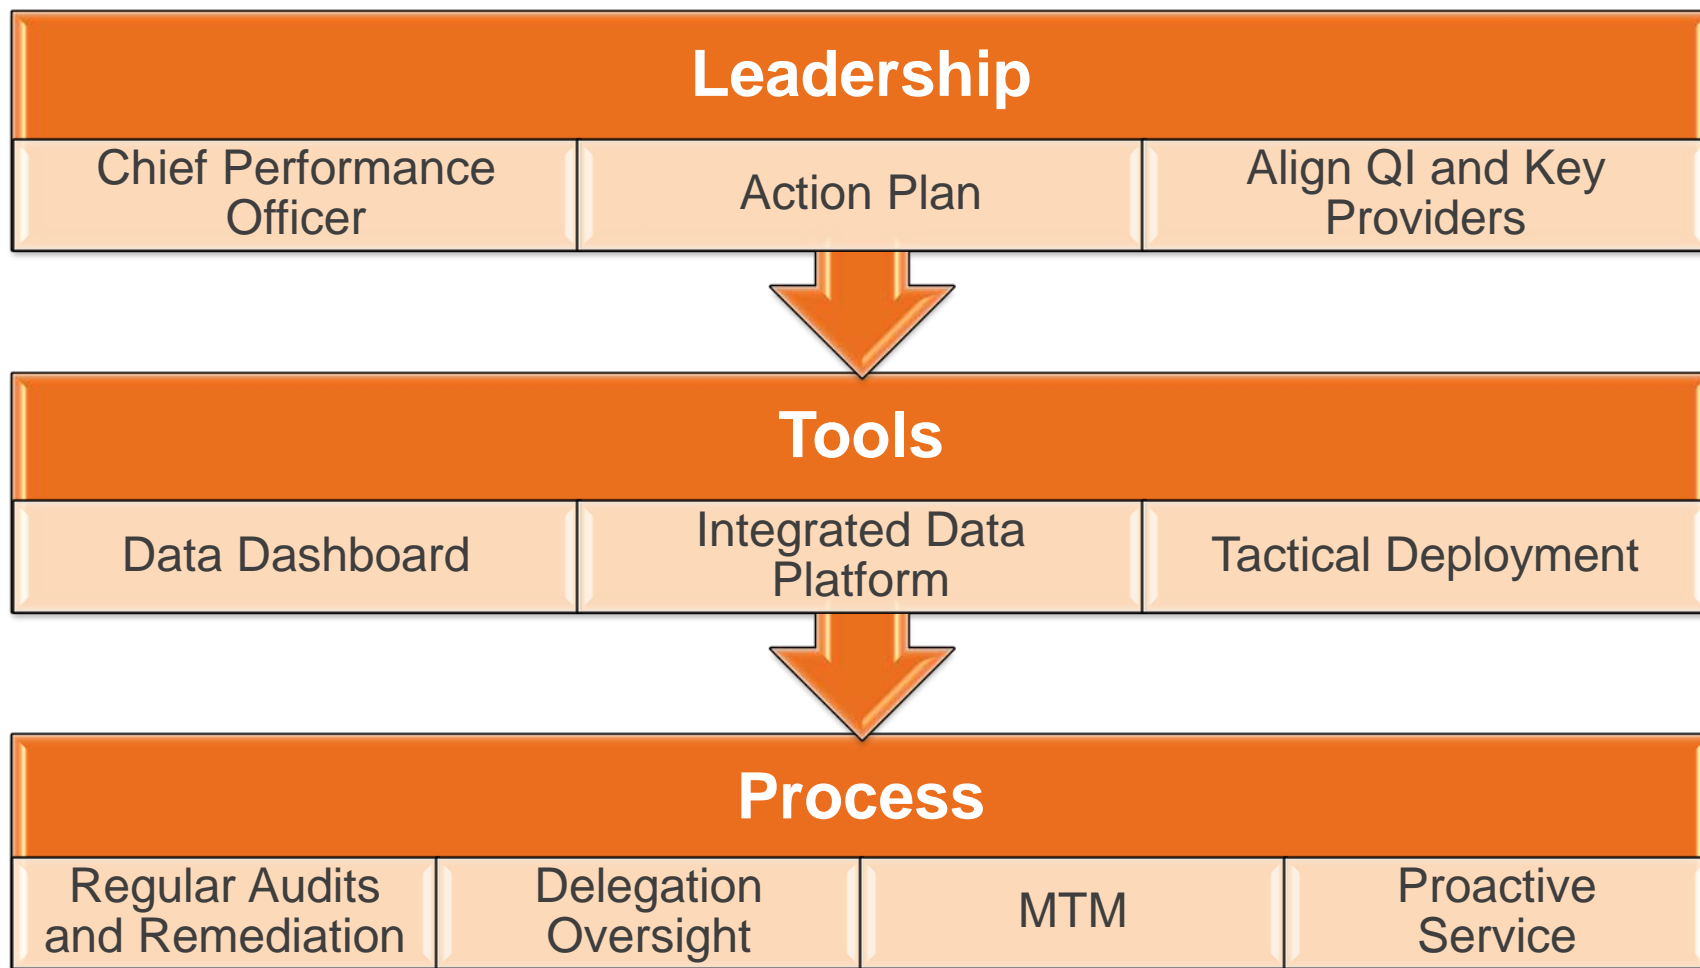 Leadership
Chief Performance
Officer
Action Plan
Align QI and Key
Providers
Tools
Data Dashboard
Integrated Data
Platform
Tactical Deployment
Process
Regular Audits
and Remediation
Delegation
Oversight
MTM
Proactive
Service